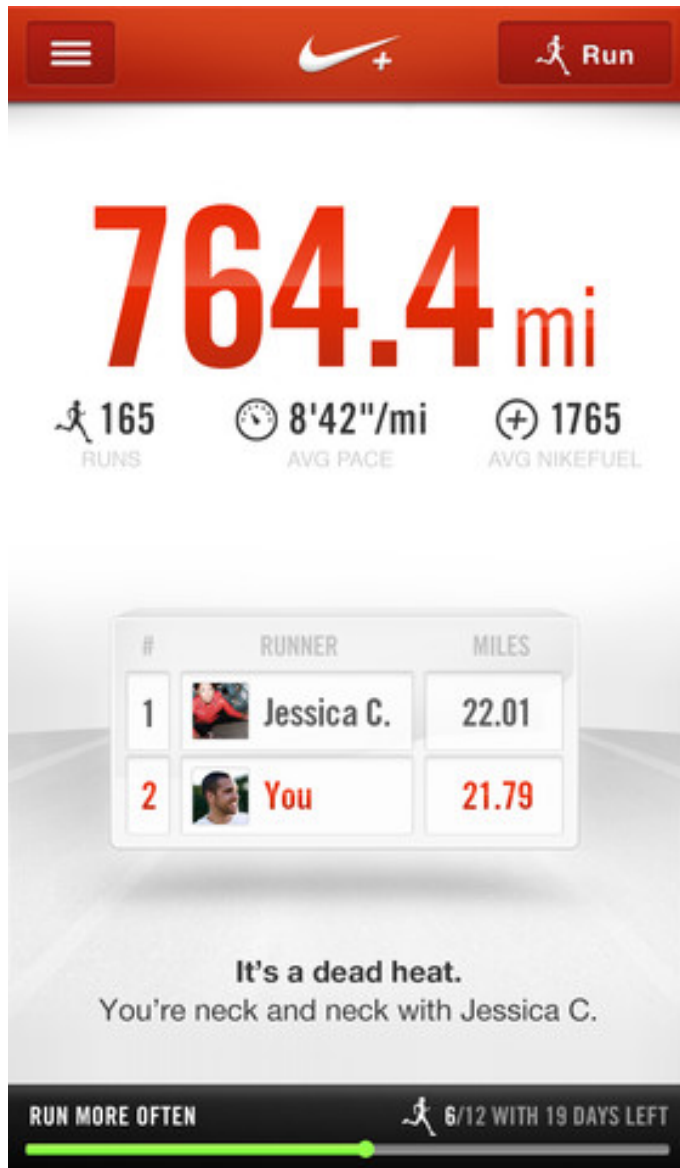 Run
764.4 mi
165 8'42"/mi 1765
RUNS AVG PACE AVG NIKEFUEL
# RUNNER MILES
1 Jessica C. 22.01
2 You 21.79
It's a dead heat.
You're neck and neck with Jessica C.
RUN MORE OFTEN 6/12 WITH 19 DAYS LEFT